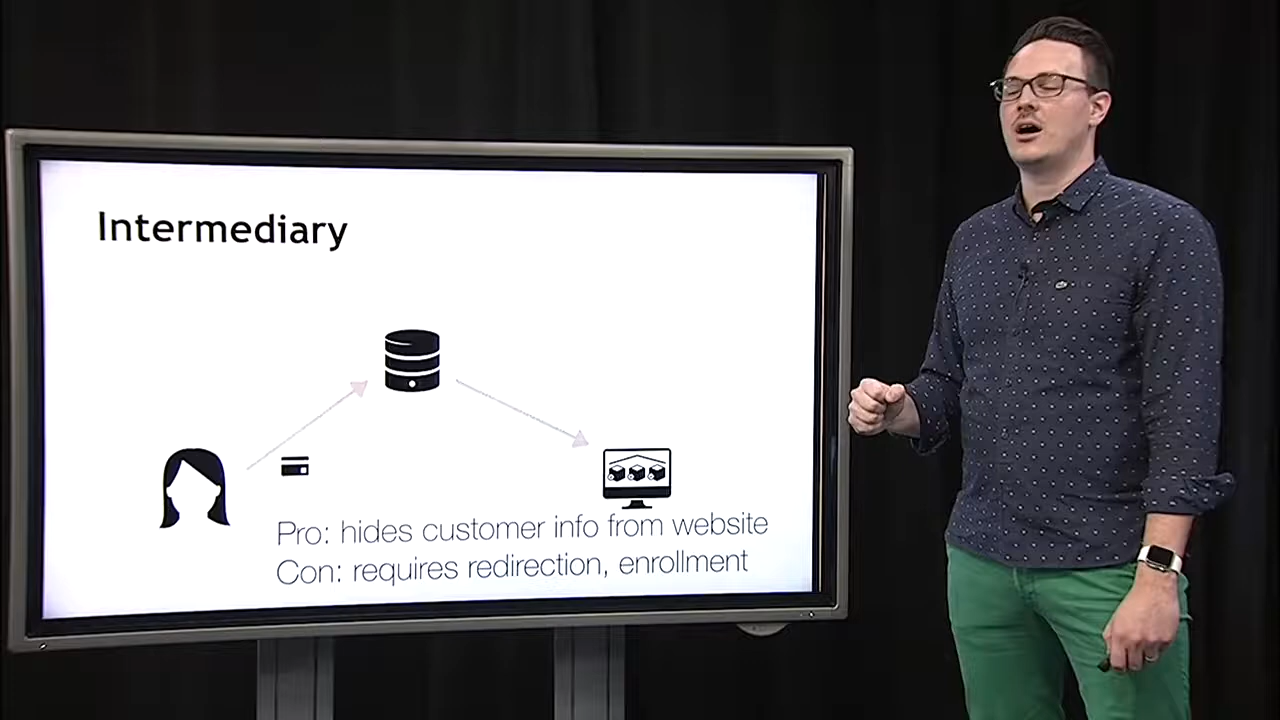 Intermediary
Pro: hides customer info from website
Con: requires redirection, enrollment